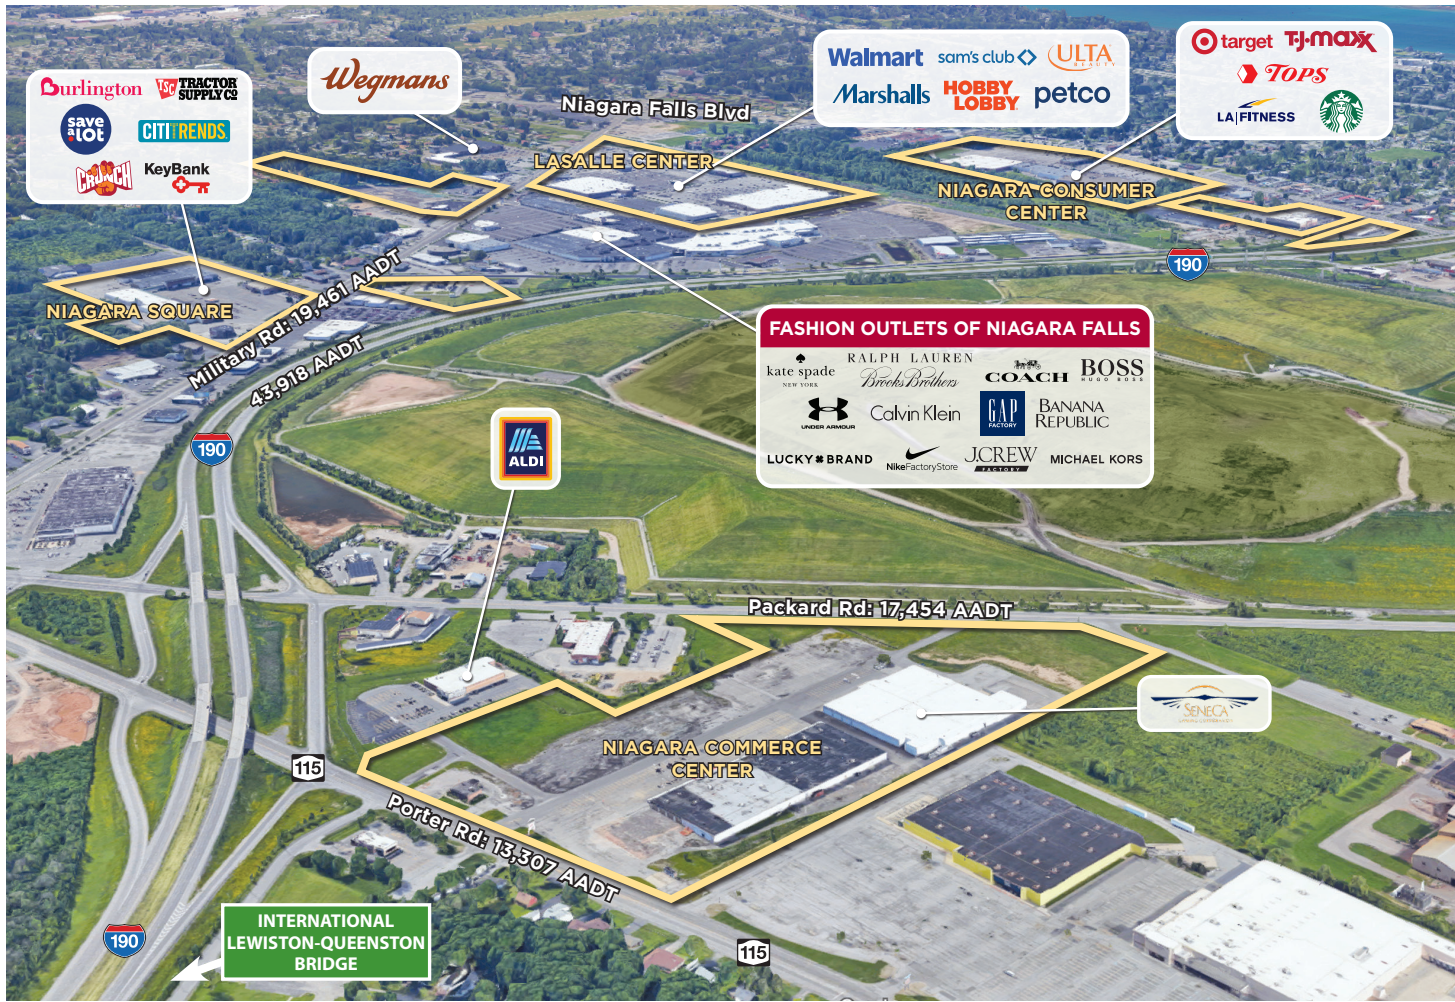 Burlington
TSC TRACTOR SUPPLY CO
save a lot
CITI TRENDS
CRUNCH
KeyBank
Wegmans
Niagara Falls Blvd
Walmart
sam's club
ULTA
BEAUTY
Marshalls
HOBBY LOBBY
petco
target
T•J•maxx
TOPS
LA|FITNESS
LASALLE CENTER
NIAGARA CONSUMER
CENTER
190
NIAGARA SQUARE
Military Rd: 19,461 AADT
43,918 AADT
190
FASHION OUTLETS OF NIAGARA FALLS
kate spade
NEW YORK
RALPH LAUREN
Brooks Brothers
COACH
BOSS
HUGO BOSS
UNDER ARMOUR
Calvin Klein
GAP
FACTORY
BANANA
REPUBLIC
LUCKY BRAND
NikeFactoryStore
J.CREW
FACTORY
MICHAEL KORS
ALDI
Packard Rd: 17,454 AADT
SENECA
NIAGARA COMMERCE
CENTER
115
Porter Rd: 13,307 AADT
INTERNATIONAL
LEWISTON-QUEENSTON
BRIDGE
190
115